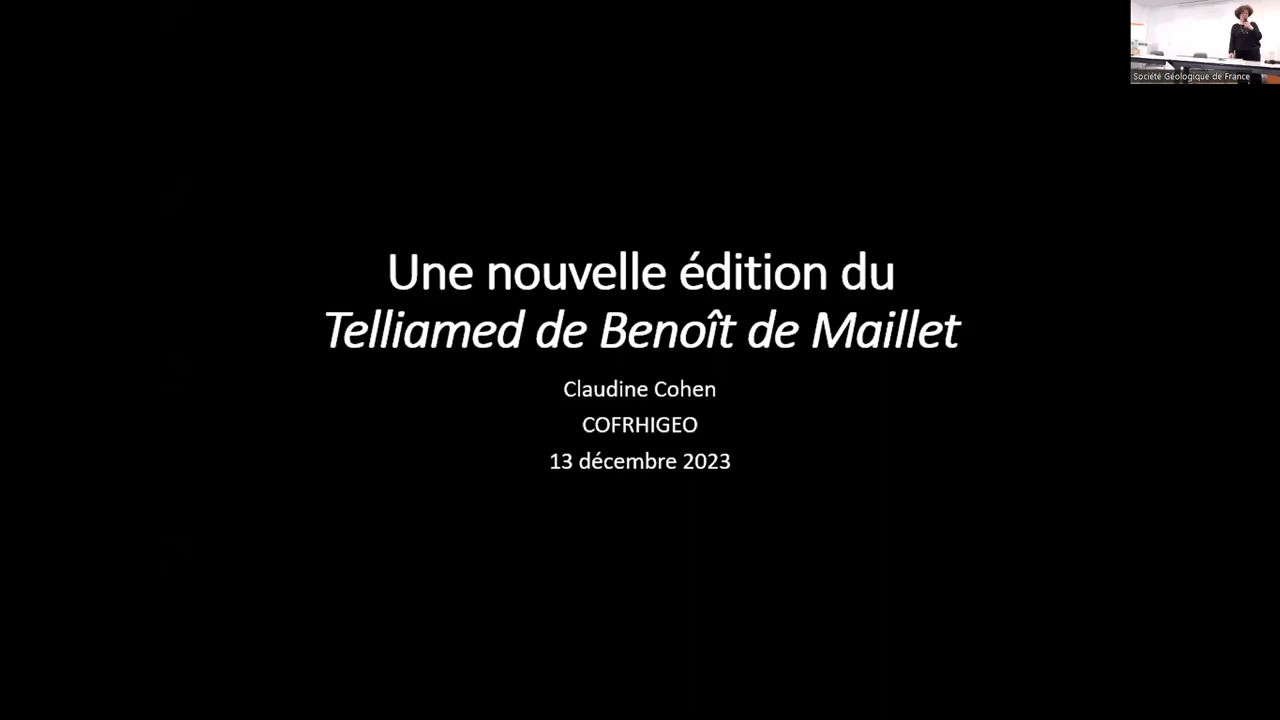 Société Géologique de France
Une nouvelle édition du
Telliamed de Benoît de Maillet
Claudine Cohen
COFRHIGEO
13 décembre 2023